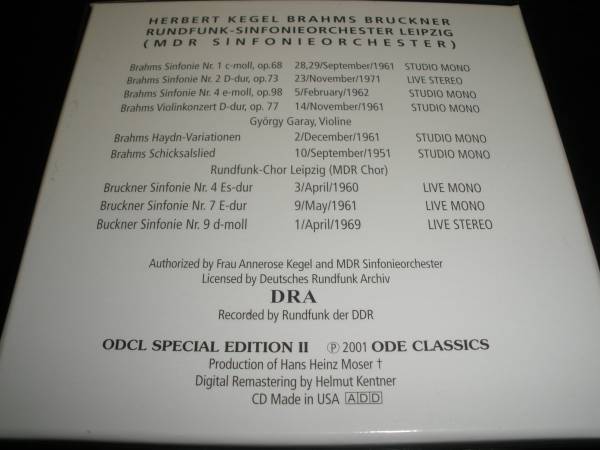 HERBERT KEGEL BRAHMS BRUCKNER
RUNDFUNK-SINFONIEORCHESTER LEIPZIG
(MDR SINFONIEORCHESTER)
Brahms Sinfonie Nr. 1 c-moll, op.68 28,29/September/1961 STUDIO MONO
Brahms Sinfonie Nr. 2 D-dur, op.73 23/November/1971 LIVE STEREO
Brahms Sinfonie Nr. 4 e-moll, op.98 5/February/1962 STUDIO MONO
Brahms Violinkonzert D-dur, op. 77 14/November/1961 STUDIO MONO
György Garay, Violine
Brahms Haydn-Variationen 2/December/1961 STUDIO MONO
Brahms Schicksalslied 10/September/1951 STUDIO MONO
Rundfunk-Chor Leipzig (MDR Chor)
Bruckner Sinfonie Nr. 4 Es-dur 3/April/1960 LIVE MONO
Bruckner Sinfonie Nr. 7 E-dur 9/May/1961 LIVE MONO
Buckner Sinfonie Nr. 9 d-moll 1/April/1969 LIVE STEREO
Authorized by Frau Annerose Kegel and MDR Sinfonieorchester
Licensed by Deutsches Rundfunk Archiv
DRA
Recorded by Rundfunk der DDR
ODCL SPECIAL EDITION II ℗ 2001 ODE CLASSICS
Production of Hans Heinz Moser †
Digital Remastering by Helmut Kentner
CD Made in USA ADD